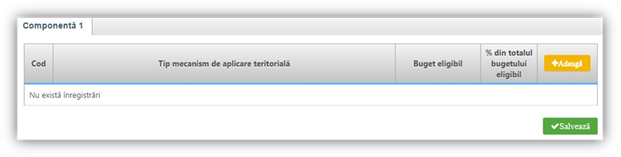 Componentă 1
Cod
Tip mecanism de aplicare teritorială
Buget eligibil
% din totalul
bugetului
eligibil
Adaugă
Nu există înregistrări
Salvează